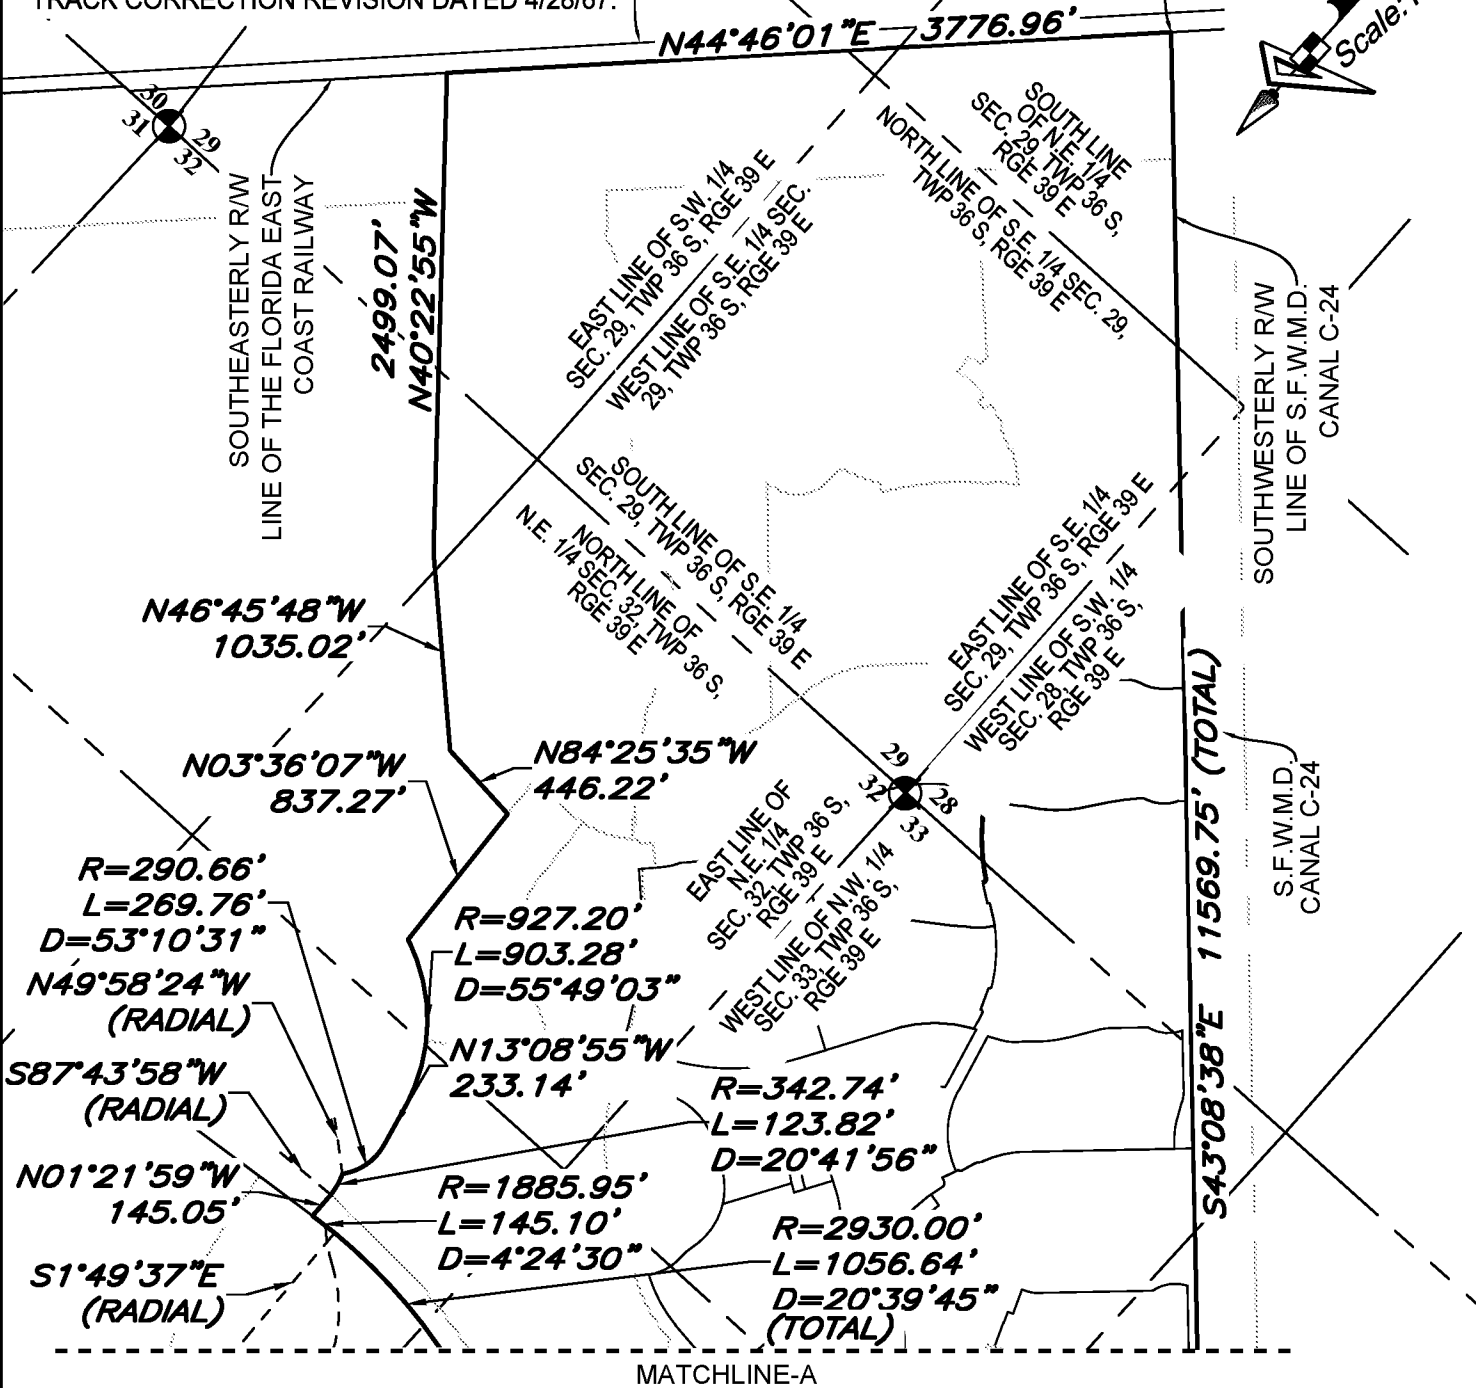 TRACK CORRECTION REVISION DATED 4/28/67.
N44°46'01"E 3776.96'
Scale:
30
31
29
32
SOUTHEASTERLY R/W
LINE OF THE FLORIDA EAST
COAST RAILWAY
2499.07'
N40°22'55"W
EAST LINE OF S.W. 1/4
SEC. 29, TWP 36 S, RGE 39 E
WEST LINE OF S.E. 1/4 SEC.
29, TWP 36 S, RGE 39 E
SOUTH LINE
OF N.E. 1/4
SEC. 29, TWP 36 S,
RGE 39 E
NORTH LINE OF S.E. 1/4 SEC. 29,
TWP 36 S, RGE 39 E
SOUTHWESTERLY R/W
LINE OF S.F.W.M.D.
CANAL C-24
SOUTH LINE OF S.E. 1/4
SEC. 29, TWP 36 S, RGE 39 E
NORTH LINE OF
N.E. 1/4 SEC. 32, TWP 36 S,
RGE 39 E
EAST LINE OF S.E. 1/4
SEC. 29, TWP 36 S, RGE 39 E
WEST LINE OF S.W. 1/4
SEC. 28, TWP 36 S,
RGE 39 E
N46°45'48"W
1035.02'
N84°25'35"W
446.22'
N03°36'07"W
837.27'
29
32
28
33
EAST LINE OF
N.E. 1/4
SEC. 32, TWP 36 S,
RGE 39 E
WEST LINE OF N.W. 1/4
SEC. 33, TWP 36 S,
RGE 39 E
S43°08'38"E 11569.75' (TOTAL)
S.F.W.M.D.
CANAL C-24
R=290.66'
L=269.76'
D=53°10'31"
R=927.20'
L=903.28'
D=55°49'03"
N49°58'24"W
(RADIAL)
N13°08'55"W
233.14'
S87°43'58"W
(RADIAL)
R=342.74'
L=123.82'
D=20°41'56"
N01°21'59"W
145.05'
R=1885.95'
L=145.10'
D=4°24'30"
R=2930.00'
L=1056.64'
D=20°39'45"
(TOTAL)
S1°49'37"E
(RADIAL)
MATCHLINE-A